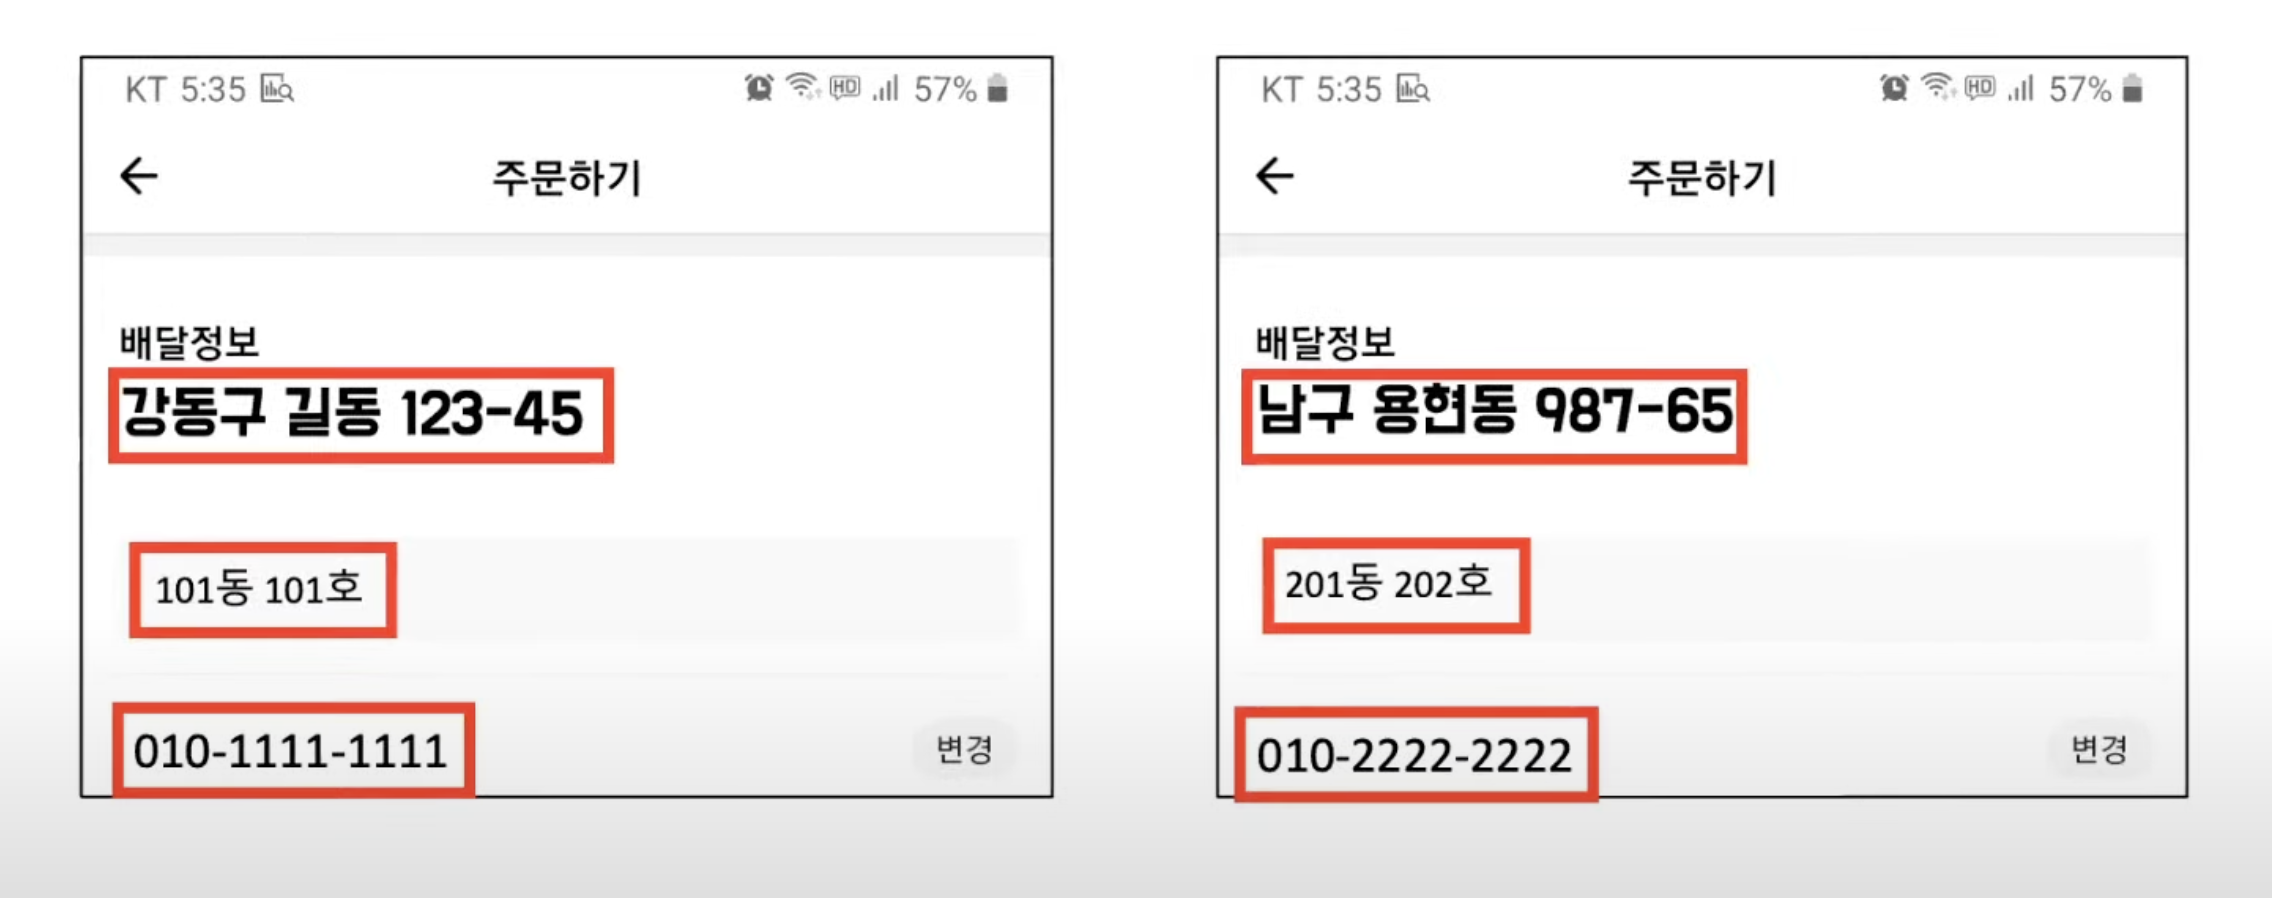 KT 5:35
57%
주문하기
배달정보
강동구 길동 123-45
101동 101호
010-1111-1111
변경
KT 5:35
57%
주문하기
배달정보
남구 용현동 987-65
201동 202호
010-2222-2222
변경